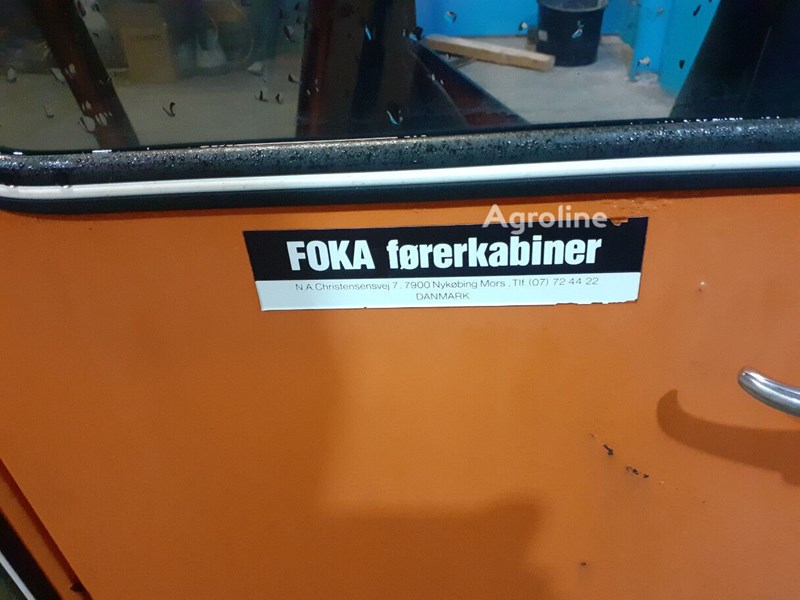 Agroline
FOKA førerkabiner
N A Christensensvej 7 . 7900 Nykøbing Mors . Tlf. (07) 72 44 22
DANMARK